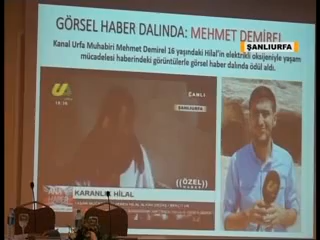 ŞANLIURFA
GÖRSEL HABER DALINDA: MEHMET DEMİREL
Kanal Urfa Muhabiri Mehmet Demirel 16 yaşındaki Hilal'in elektrikli oksijeniyle yaşam
mücadelesi haberindeki görüntülerle görsel haber dalında ödül aldı.
CANLI
ŞANLIURFA
((ÖZEL))
HABER
KARANLIK HİLAL